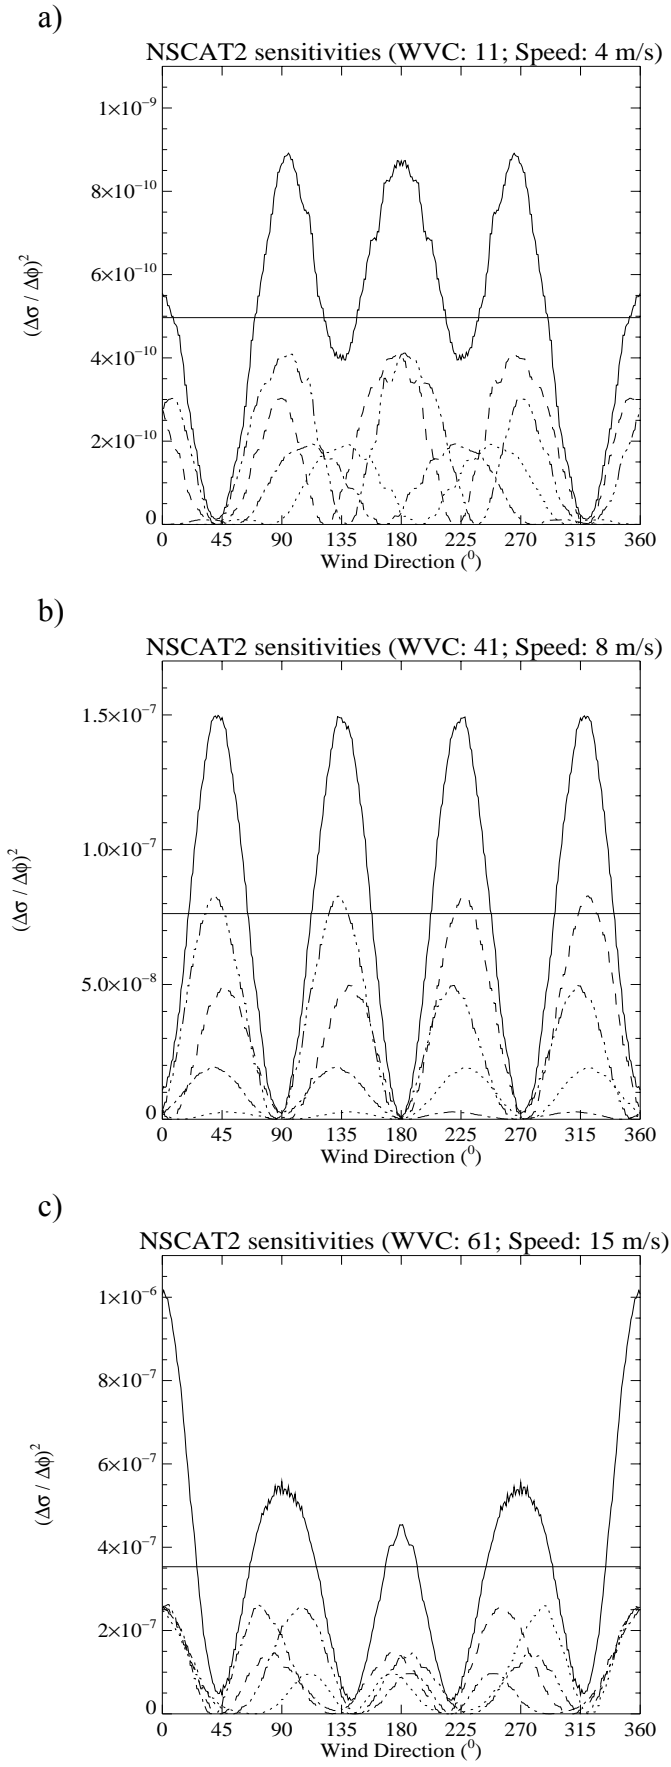 a)
NSCAT2 sensitivities (WVC: 11; Speed: 4 m/s)
1×10⁻⁹
8×10⁻¹⁰
6×10⁻¹⁰
4×10⁻¹⁰
2×10⁻¹⁰
0
(Δσ / Δϕ)²
0 45 90 135 180 225 270 315 360
Wind Direction (⁰)
b)
NSCAT2 sensitivities (WVC: 41; Speed: 8 m/s)
1.5×10⁻⁷
1.0×10⁻⁷
5.0×10⁻⁸
0
(Δσ / Δϕ)²
0 45 90 135 180 225 270 315 360
Wind Direction (⁰)
c)
NSCAT2 sensitivities (WVC: 61; Speed: 15 m/s)
1×10⁻⁶
8×10⁻⁷
6×10⁻⁷
4×10⁻⁷
2×10⁻⁷
0
(Δσ / Δϕ)²
0 45 90 135 180 225 270 315 360
Wind Direction (⁰)